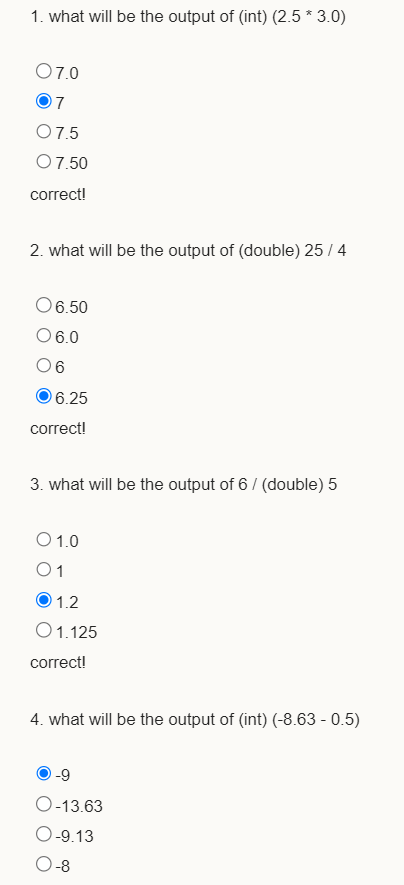 1. what will be the output of (int) (2.5 * 3.0)
7.0
7
7.5
7.50
correct!
2. what will be the output of (double) 25 / 4
6.50
6.0
6
6.25
correct!
3. what will be the output of 6 / (double) 5
1.0
1
1.2
1.125
correct!
4. what will be the output of (int) (-8.63 - 0.5)
-9
-13.63
-9.13
-8